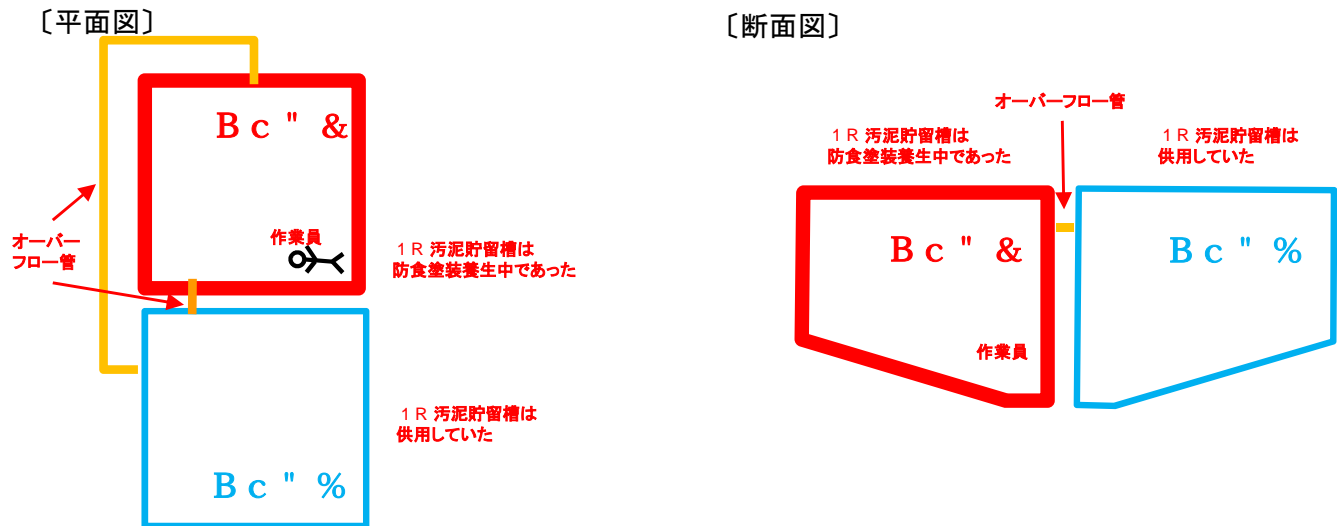 〔平面図〕
Bc"&
作業員
オーバー
フロー管
1R 汚泥貯留槽は
防食塗装養生中であった
1R 汚泥貯留槽は
供用していた
Bc"%
〔断面図〕
オーバーフロー管
1R 汚泥貯留槽は
防食塗装養生中であった
1R 汚泥貯留槽は
供用していた
Bc"&
Bc"%
作業員